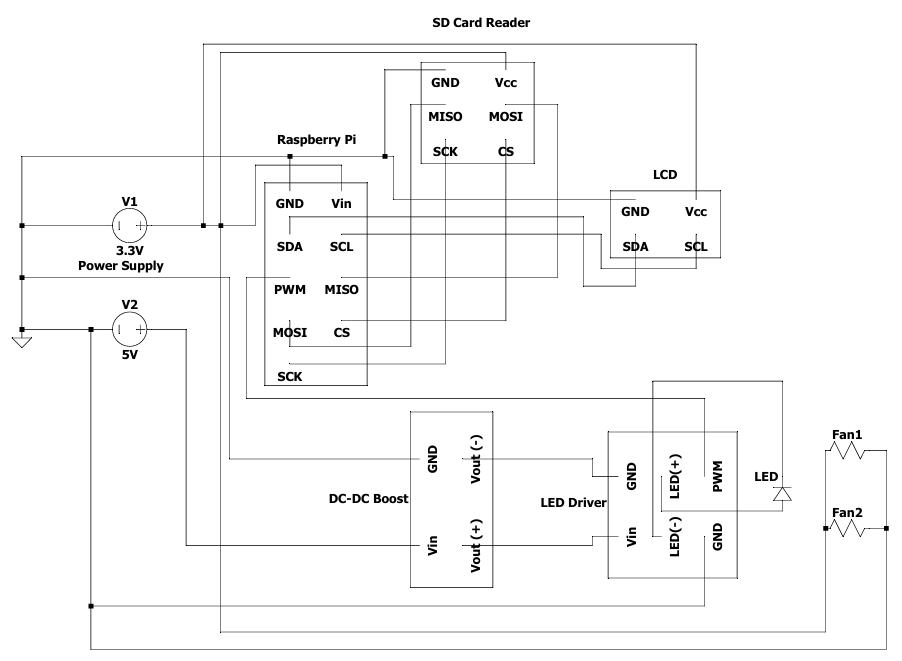 SD Card Reader
GND Vcc
MISO MOSI
SCK CS
Raspberry Pi
GND Vin
SDA SCL
PWM MISO
MOSI CS
SCK
LCD
GND Vcc
SDA SCL
V1
3.3V
Power Supply
V2
5V
DC-DC Boost
GND
Vout (-)
Vin
Vout (+)
LED Driver
GND
LED(+)
PWM
Vin
LED(-)
GND
LED
Fan1
Fan2